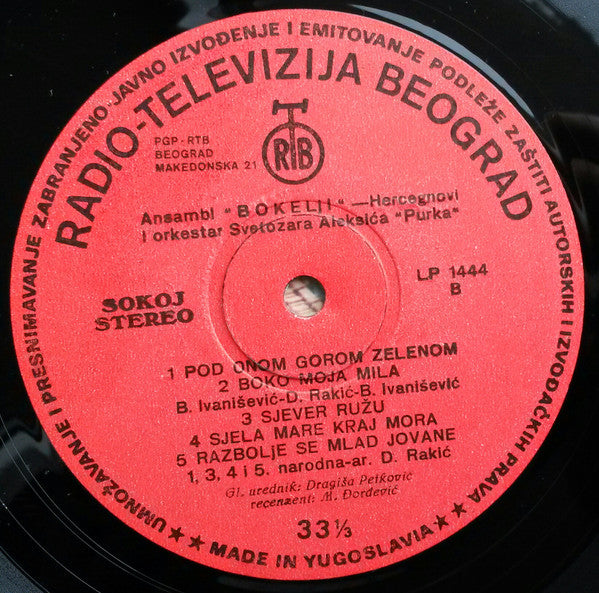 UMNOŽAVANJE I PRESNIMAVANJE ZABRANJENO-JAVNO IZVOĐENJE I EMITOVANJE PODLEŽE ZAŠTITI AUTORSKIH I IZVOĐAČKIH PRAVA
RADIO-TELEVIZIJA BEOGRAD
PGP-RTB
BEOGRAD
MAKEDONSKA 21
RTB
Ansambl "BOKELJI" — Hercegnovi
i orkestar Svetozara Aleksića "Purka"
LP 1444
B
SOKOJ
STEREO
1 POD ONOM GOROM ZELENOM
2 BOKO MOJA MILA
B. Ivanišević-D. Rakić-B. Ivanišević
3 SJEVER RUŽU
4 SJELA MARE KRAJ MORA
5 RAZBOLJE SE MLAD JOVANE
1, 3, 4 i 5. narodna-ar. D. Rakić
Gl. urednik: Dragiša Petković
recenzent: M. Đorđević
33 ⅓
★ ★ MADE IN YUGOSLAVIA ★ ★